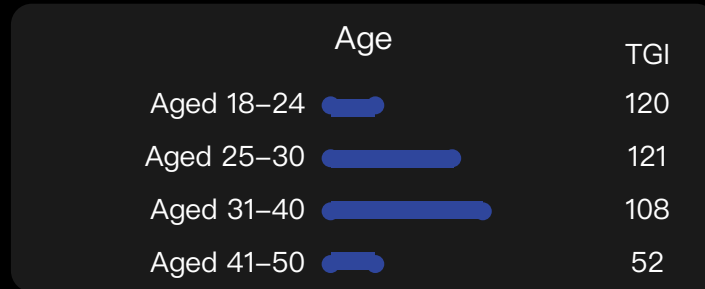 Age
TGI
Aged 18–24 120
Aged 25–30 121
Aged 31–40 108
Aged 41–50 52